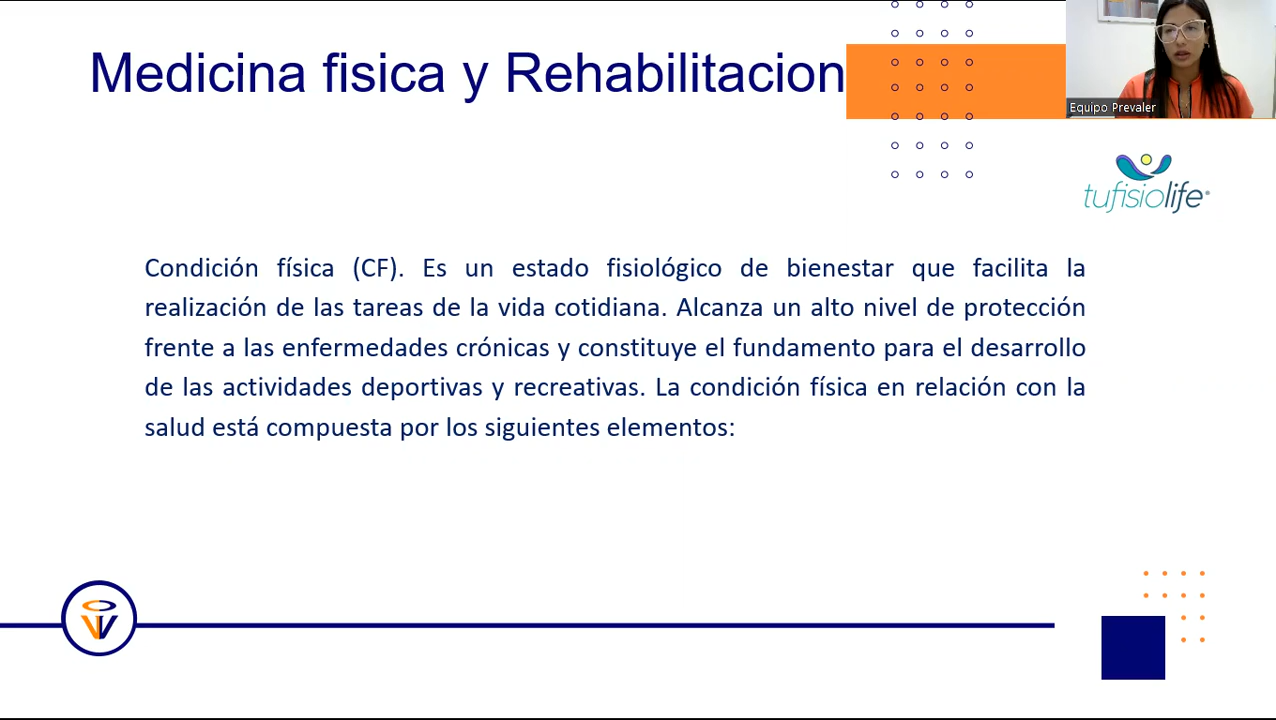 Medicina fisica y Rehabilitacion
Equipo Prevaler
tufisiolife
Condición física (CF). Es un estado fisiológico de bienestar que facilita la
realización de las tareas de la vida cotidiana. Alcanza un alto nivel de protección
frente a las enfermedades crónicas y constituye el fundamento para el desarrollo
de las actividades deportivas y recreativas. La condición física en relación con la
salud está compuesta por los siguientes elementos: